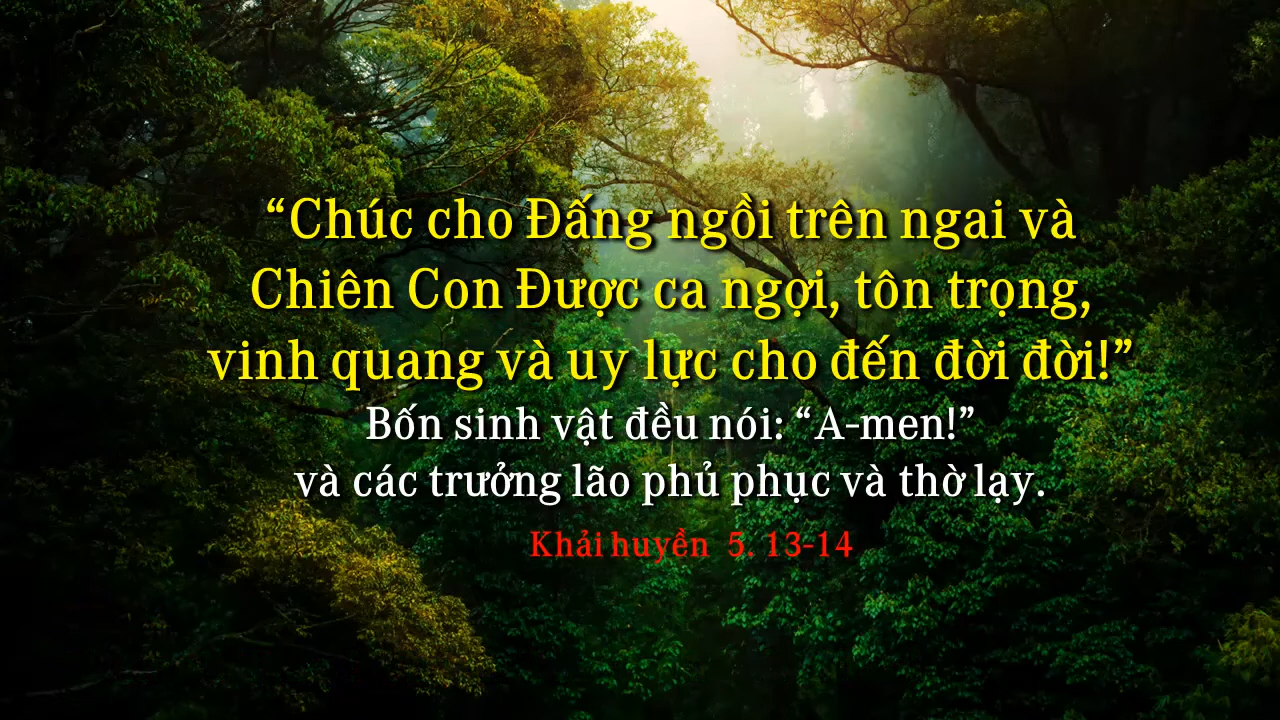 “Chúc cho Đấng ngồi trên ngai và
Chiên Con Được ca ngợi, tôn trọng,
vinh quang và uy lực cho đến đời đời!”
Bốn sinh vật đều nói: “A-men!”
và các trưởng lão phủ phục và thờ lạy.
Khải huyền 5, 13-14